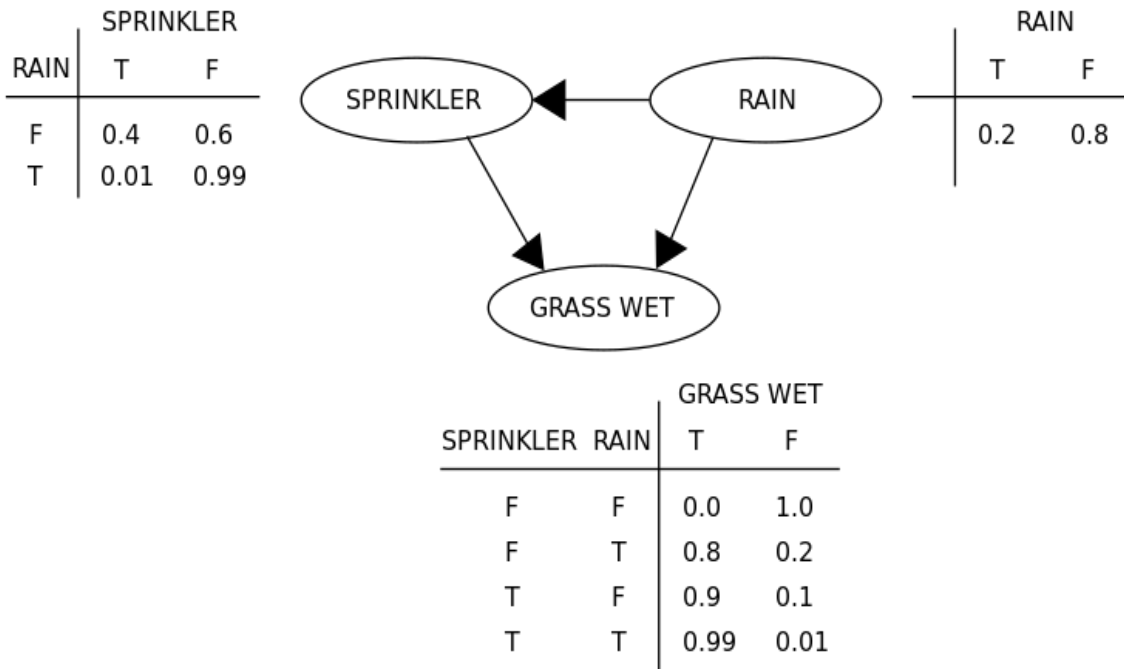 SPRINKLER
RAIN T F
F 0.4 0.6
T 0.01 0.99
SPRINKLER
RAIN
RAIN
T F
0.2 0.8
GRASS WET
GRASS WET
SPRINKLER RAIN T F
F F 0.0 1.0
F T 0.8 0.2
T F 0.9 0.1
T T 0.99 0.01